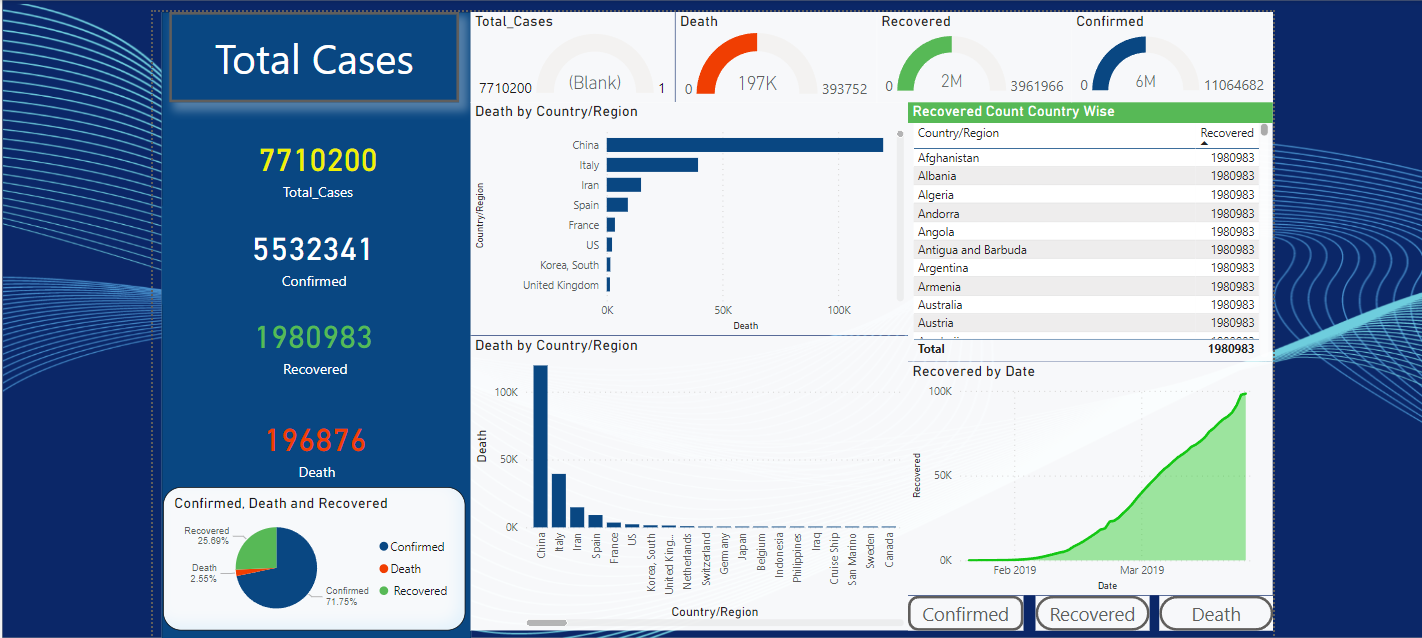 Total Cases
7710200
Total_Cases
5532341
Confirmed
1980983
Recovered
196876
Death
Confirmed, Death and Recovered
Recovered
25.69%
Death
2.55%
Confirmed
71.75%
Confirmed
Death
Recovered
Total_Cases
(Blank)
7710200
1
Death
197K
0
393752
Recovered
2M
0
3961966
Confirmed
6M
0
11064682
Death by Country/Region
Country/Region
China
Italy
Iran
Spain
France
US
Korea, South
United Kingdom
0K
50K
100K
Death
Death by Country/Region
Death
100K
50K
0K
China
Italy
Iran
Spain
France
US
Korea, South
United King...
Netherlands
Switzerland
Germany
Japan
Belgium
Indonesia
Philippines
Iraq
Cruise Ship
San Marino
Sweden
Canada
Country/Region
Recovered Count Country Wise
Country/Region Recovered
Afghanistan 1980983
Albania 1980983
Algeria 1980983
Andorra 1980983
Angola 1980983
Antigua and Barbuda 1980983
Argentina 1980983
Armenia 1980983
Australia 1980983
Austria 1980983
Total 1980983
Recovered by Date
Recovered
100K
50K
0K
Feb 2019
Mar 2019
Date
Confirmed
Recovered
Death